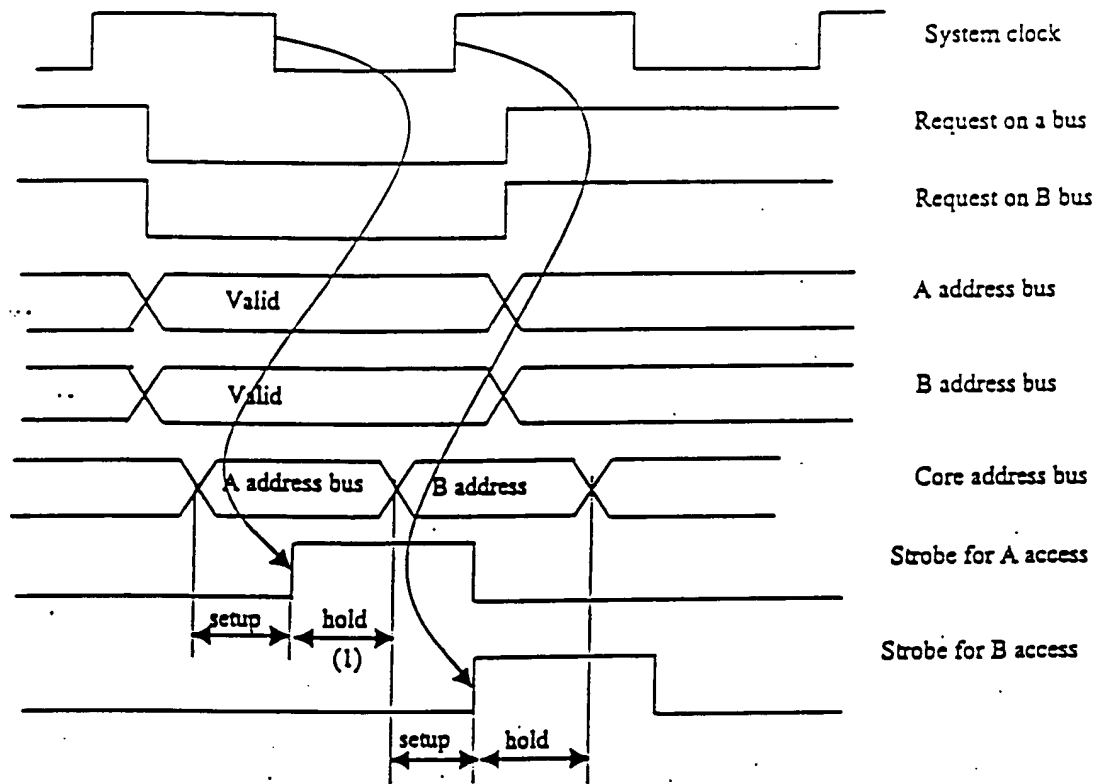 System clock
Request on a bus
Request on B bus
Valid
A address bus
Valid
B address bus
A address bus
B address
Core address bus
Strobe for A access
setup
hold
(1)
Strobe for B access
setup
hold